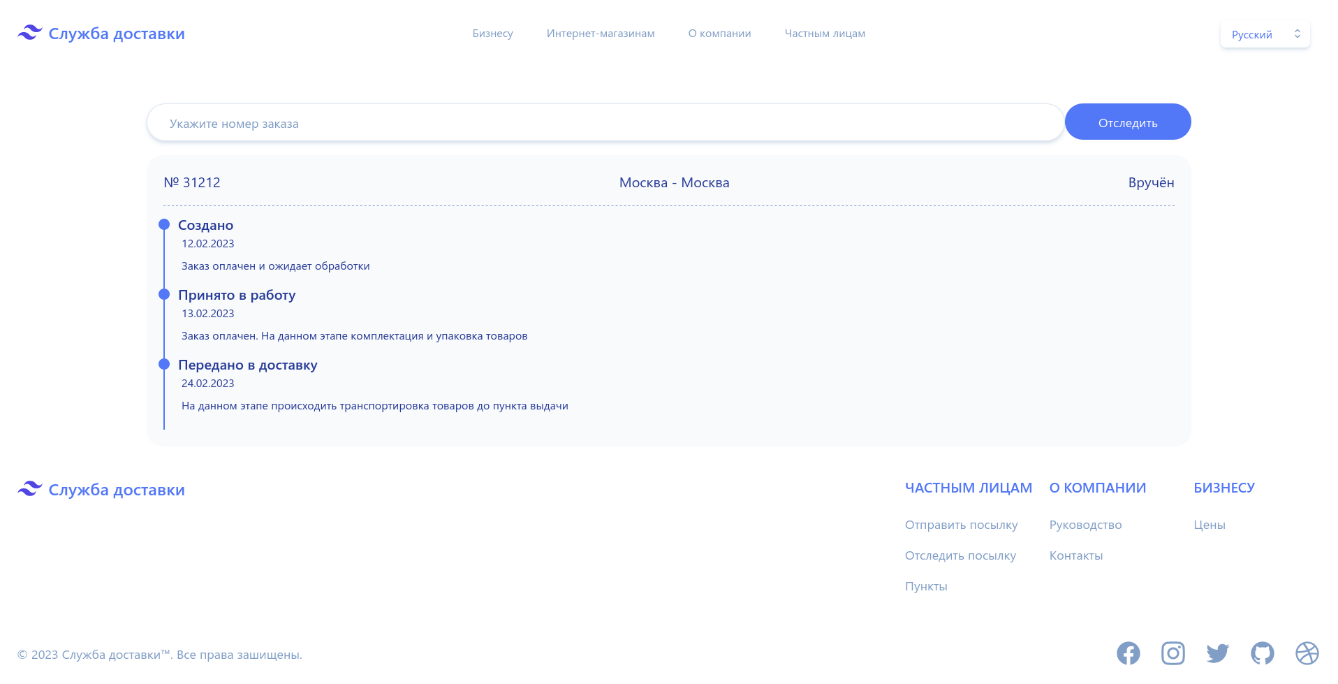 Служба доставки
Бизнесу Интернет-магазинам О компании Частным лицам
Русский
Укажите номер заказа
Отследить
№ 31212 Москва - Москва Вручён
Создано
12.02.2023
Заказ оплачен и ожидает обработки
Принято в работу
13.02.2023
Заказ оплачен. На данном этапе комплектация и упаковка товаров
Передано в доставку
24.02.2023
На данном этапе происходить транспортировка товаров до пункта выдачи
Служба доставки
ЧАСТНЫМ ЛИЦАМ О КОМПАНИИ БИЗНЕСУ
Отправить посылку Руководство Цены
Отследить посылку Контакты
Пункты
© 2023 Служба доставки™. Все права зашищены.